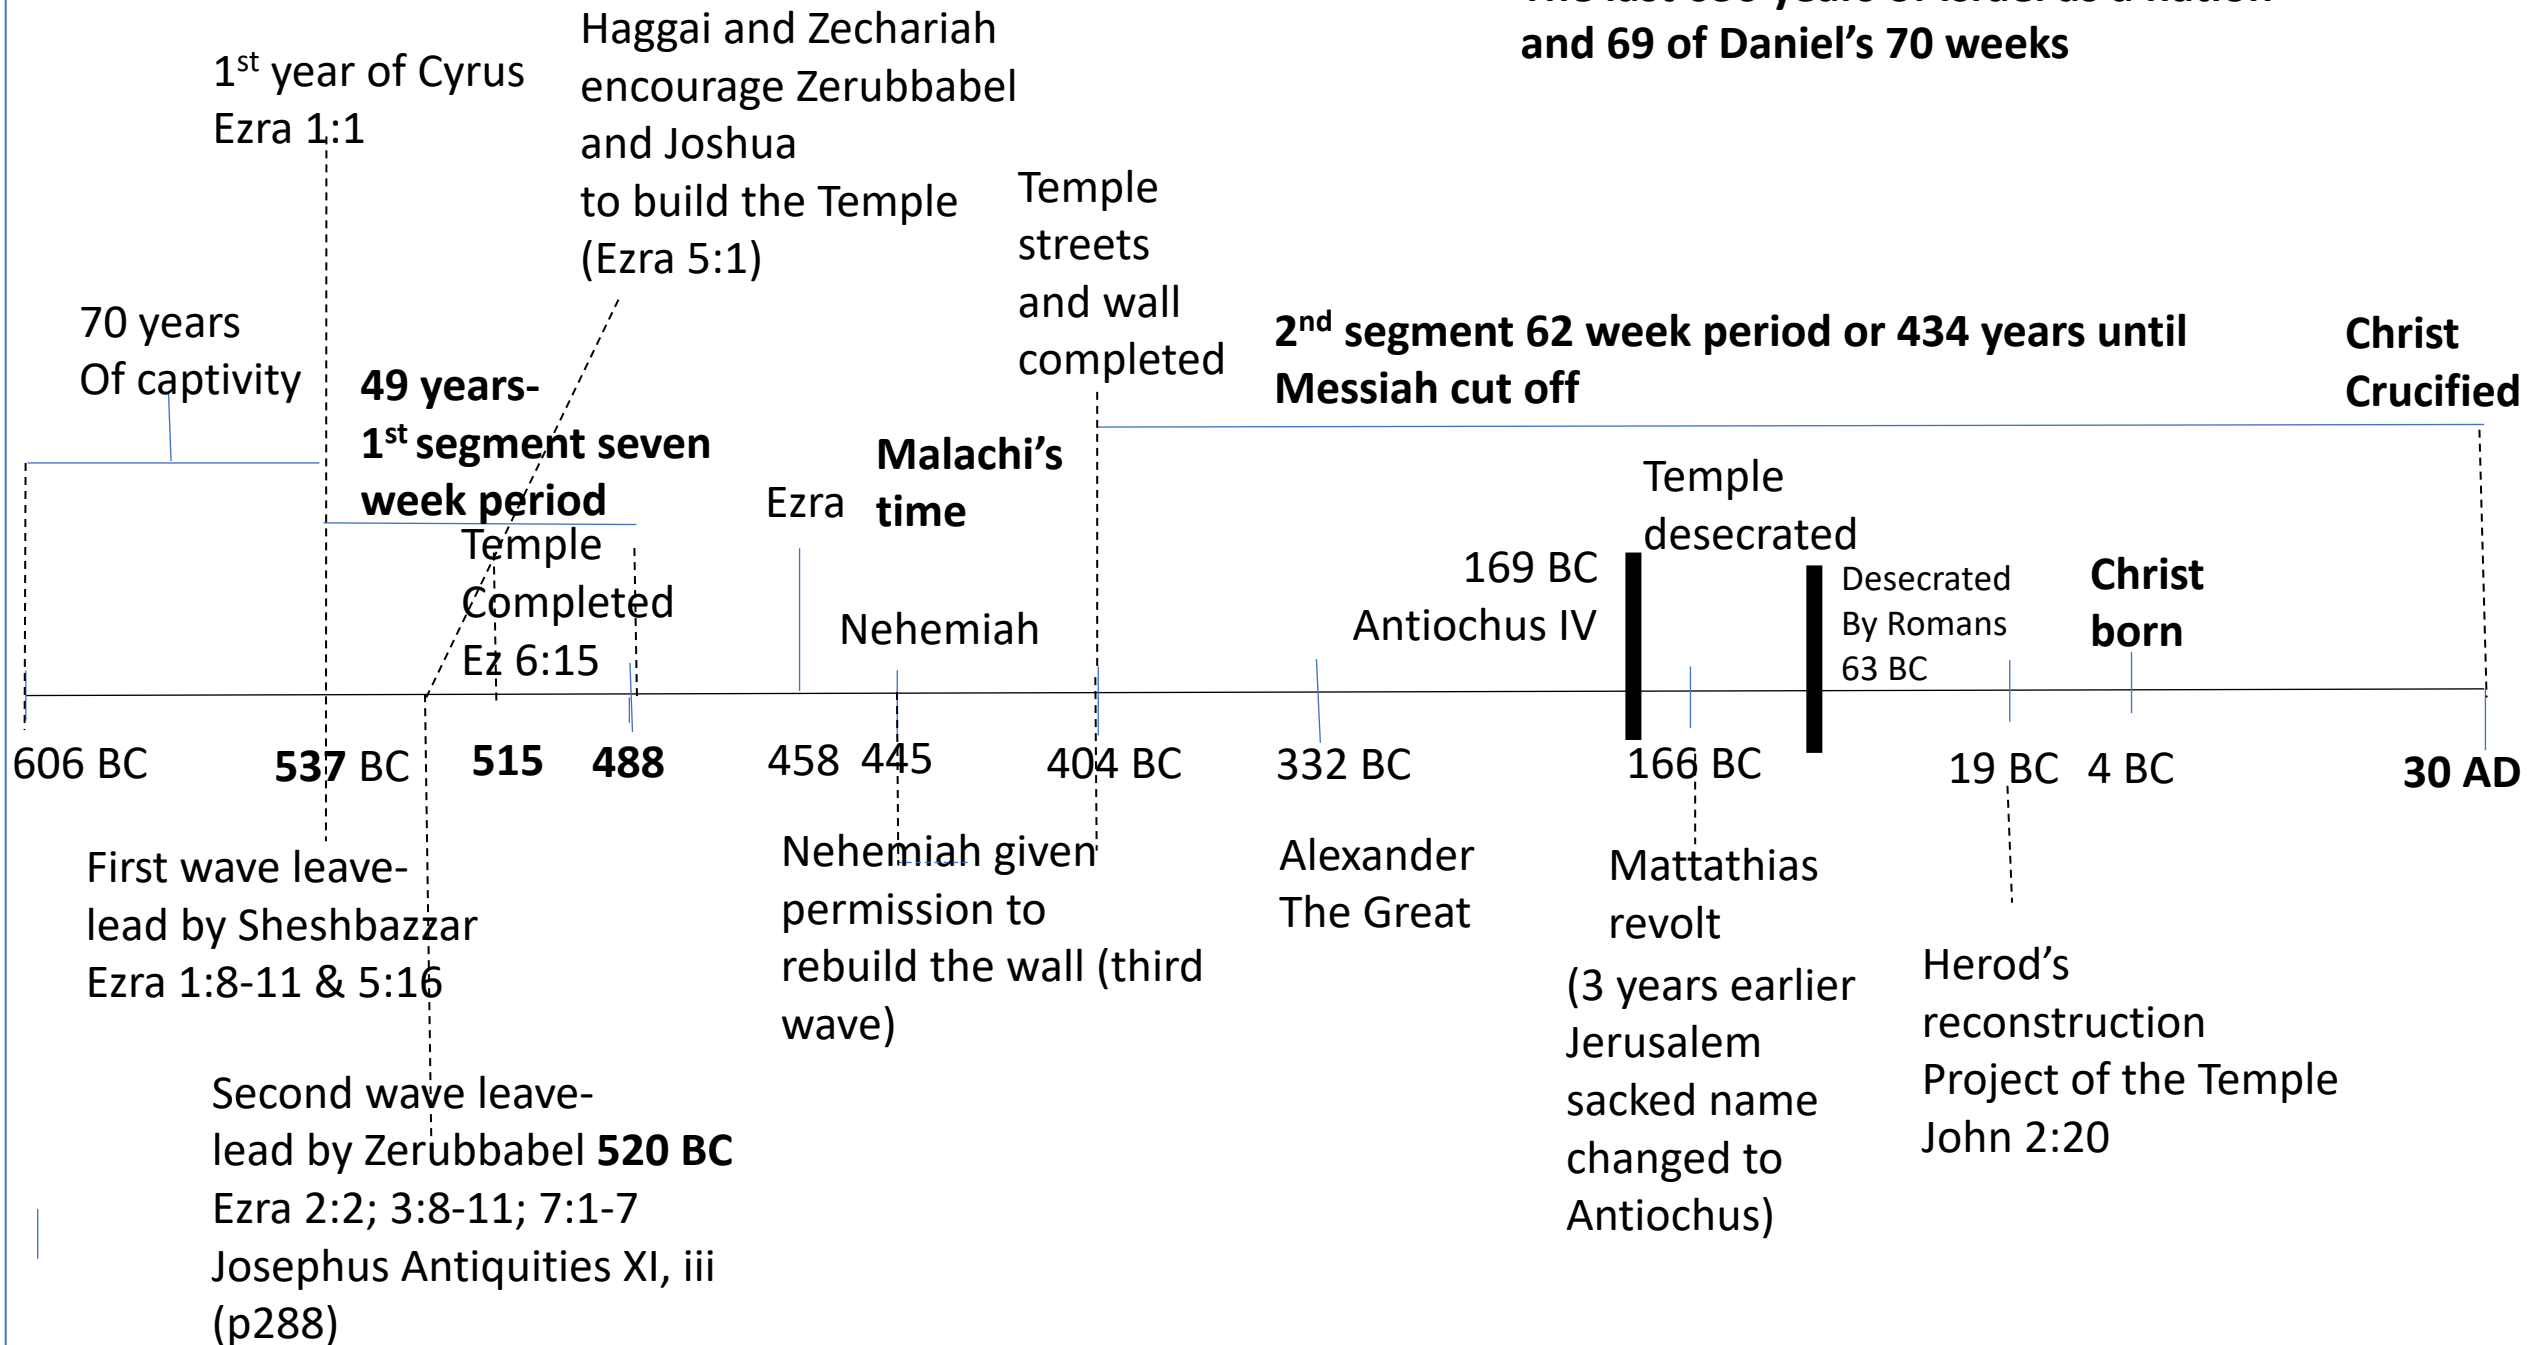 and 69 of Daniel's 70 weeks
1st year of Cyrus
Ezra 1:1
Haggai and Zechariah
encourage Zerubbabel
and Joshua
to build the Temple
(Ezra 5:1)
Temple
streets
and wall
completed
70 years
Of captivity
49 years-
1st segment seven
week period
2nd segment 62 week period or 434 years until
Messiah cut off
Christ
Crucified
Temple
Completed
Ez 6:15
Ezra
Malachi's
time
Nehemiah
169 BC
Antiochus IV
Temple
desecrated
Desecrated
By Romans
63 BC
Christ
born
606 BC
537 BC
515
488
458
445
404 BC
332 BC
166 BC
19 BC
4 BC
30 AD
First wave leave-
lead by Sheshbazzar
Ezra 1:8-11 & 5:16
Second wave leave-
lead by Zerubbabel 520 BC
Ezra 2:2; 3:8-11; 7:1-7
Josephus Antiquities XI, iii
(p288)
Nehemiah given
permission to
rebuild the wall (third
wave)
Alexander
The Great
Mattathias
revolt
(3 years earlier
Jerusalem
sacked name
changed to
Antiochus)
Herod's
reconstruction
Project of the Temple
John 2:20